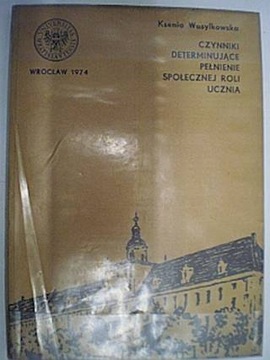 Ksenia Wasylkowska
CZYNNIKI
DETERMINUJĄCE
PEŁNIENIE
SPOŁECZNEJ ROLI
UCZNIA
WROCŁAW 1974